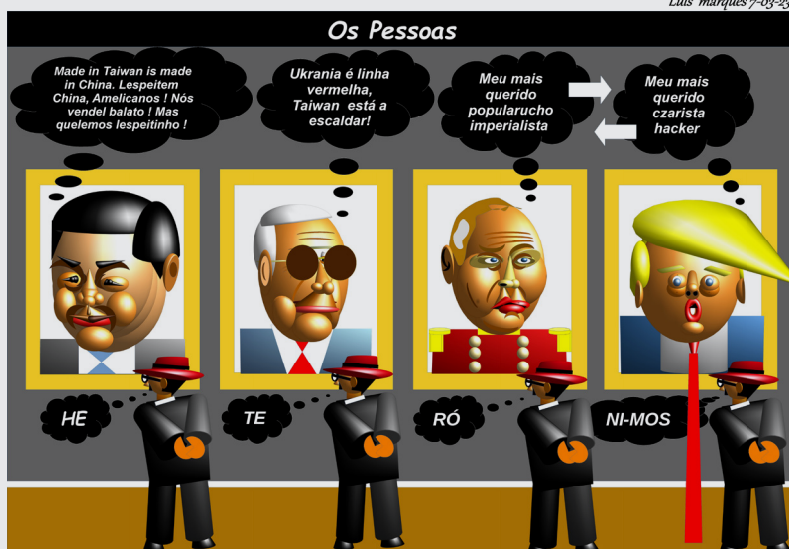 Luis marques 7-03-23
Os Pessoas
Made in Taiwan is made
in China. Lespeitem
China, Amelicanos ! Nós
vendel balato ! Mas
quelemos lespeitinho !
Ukrania é linha
vermelha,
Taiwan está a
escaldar!
Meu mais
querido
popularucho
imperialista
Meu mais
querido
czarista
hacker
HE
TE
RÓ
NI-MOS